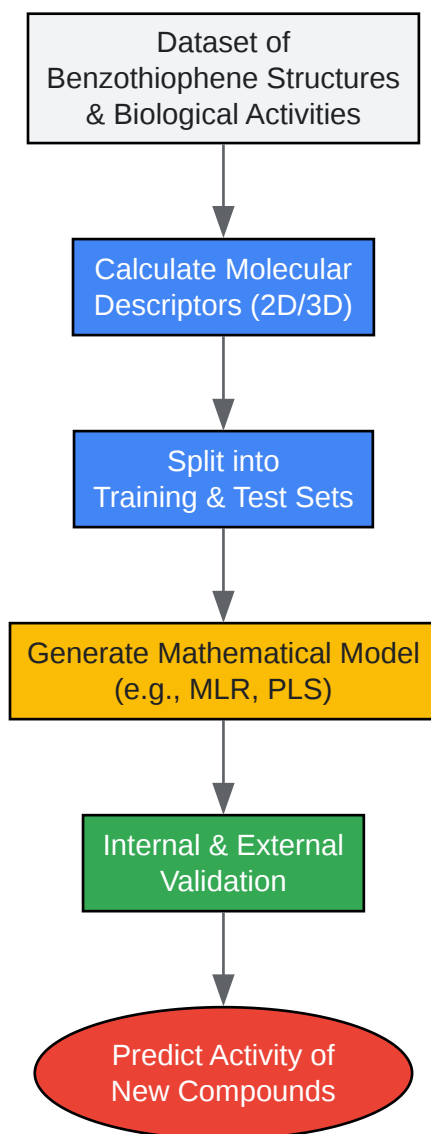 Dataset of
Benzothiophene Structures
& Biological Activities
Calculate Molecular
Descriptors (2D/3D)
Split into
Training & Test Sets
Generate Mathematical Model
(e.g., MLR, PLS)
Internal & External
Validation
Predict Activity of
New Compounds